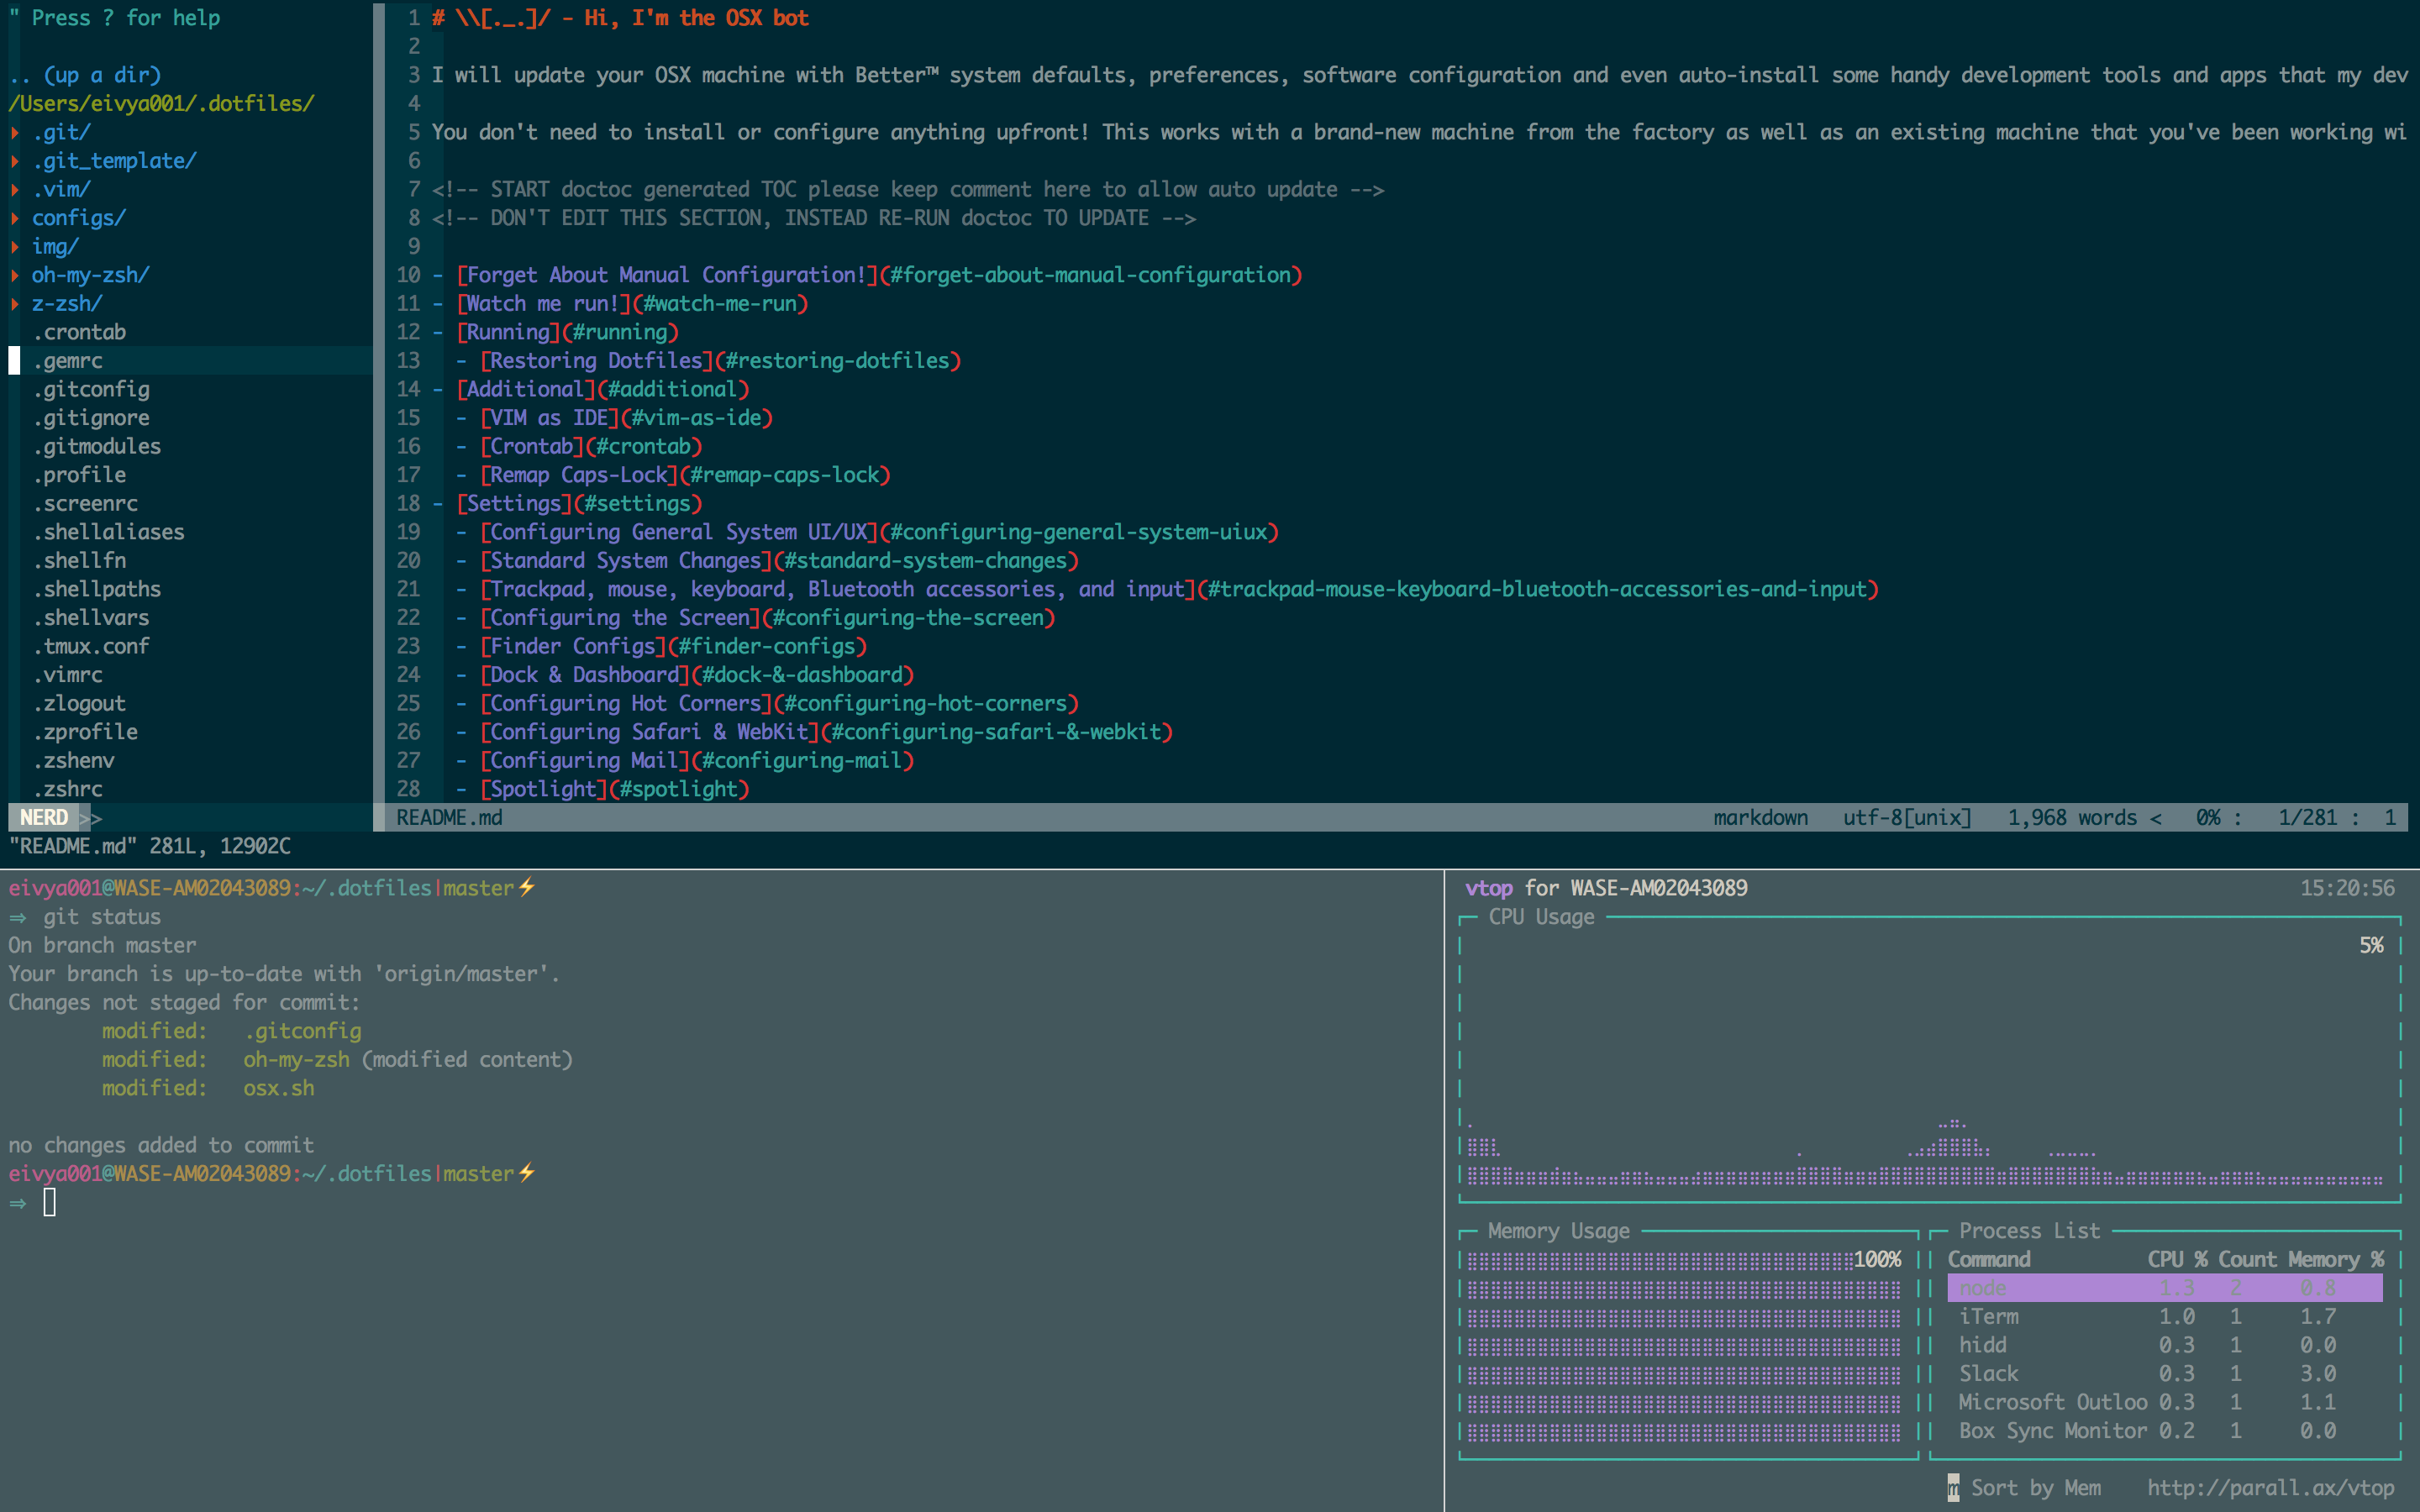 " Press ? for help
.. (up a dir)
/Users/eivya001/.dotfiles/
▸ .git/
▸ .git_template/
▸ .vim/
▸ configs/
▸ img/
▸ oh-my-zsh/
▸ z-zsh/
.crontab
.gemrc
.gitconfig
.gitignore
.gitmodules
.profile
.screenrc
.shellaliases
.shellfn
.shellpaths
.shellvars
.tmux.conf
.vimrc
.zlogout
.zprofile
.zshenv
.zshrc
NERD >>
1 # \\[._.]/ - Hi, I'm the OSX bot
2
3 I will update your OSX machine with Better™ system defaults, preferences, software configuration and even auto-install some handy development tools and apps that my dev
4
5 You don't need to install or configure anything upfront! This works with a brand-new machine from the factory as well as an existing machine that you've been working wi
6
7 <!-- START doctoc generated TOC please keep comment here to allow auto update -->
8 <!-- DON'T EDIT THIS SECTION, INSTEAD RE-RUN doctoc TO UPDATE -->
9
10 - [Forget About Manual Configuration!](#forget-about-manual-configuration)
11 - [Watch me run!](#watch-me-run)
12 - [Running](#running)
13   - [Restoring Dotfiles](#restoring-dotfiles)
14 - [Additional](#additional)
15   - [VIM as IDE](#vim-as-ide)
16   - [Crontab](#crontab)
17   - [Remap Caps-Lock](#remap-caps-lock)
18 - [Settings](#settings)
19   - [Configuring General System UI/UX](#configuring-general-system-uiux)
20   - [Standard System Changes](#standard-system-changes)
21   - [Trackpad, mouse, keyboard, Bluetooth accessories, and input](#trackpad-mouse-keyboard-bluetooth-accessories-and-input)
22   - [Configuring the Screen](#configuring-the-screen)
23   - [Finder Configs](#finder-configs)
24   - [Dock & Dashboard](#dock-&-dashboard)
25   - [Configuring Hot Corners](#configuring-hot-corners)
26   - [Configuring Safari & WebKit](#configuring-safari-&-webkit)
27   - [Configuring Mail](#configuring-mail)
28   - [Spotlight](#spotlight)
README.md markdown utf-8[unix] 1,968 words < 0% : 1/281 : 1
"README.md" 281L, 12902C
eivya001@WASE-AM02043089:~/.dotfiles|master⚡
⇒ git status
On branch master
Your branch is up-to-date with 'origin/master'.
Changes not staged for commit:
modified: .gitconfig
modified: oh-my-zsh (modified content)
modified: osx.sh
no changes added to commit
eivya001@WASE-AM02043089:~/.dotfiles|master⚡
⇒
vtop for WASE-AM02043089 15:20:56
CPU Usage
5%
Memory Usage
100%
Process List
Command CPU % Count Memory %
node 1.3 2 0.8
iTerm 1.0 1 1.7
hidd 0.3 1 0.0
Slack 0.3 1 3.0
Microsoft Outloo 0.3 1 1.1
Box Sync Monitor 0.2 1 0.0
m Sort by Mem http://parall.ax/vtop